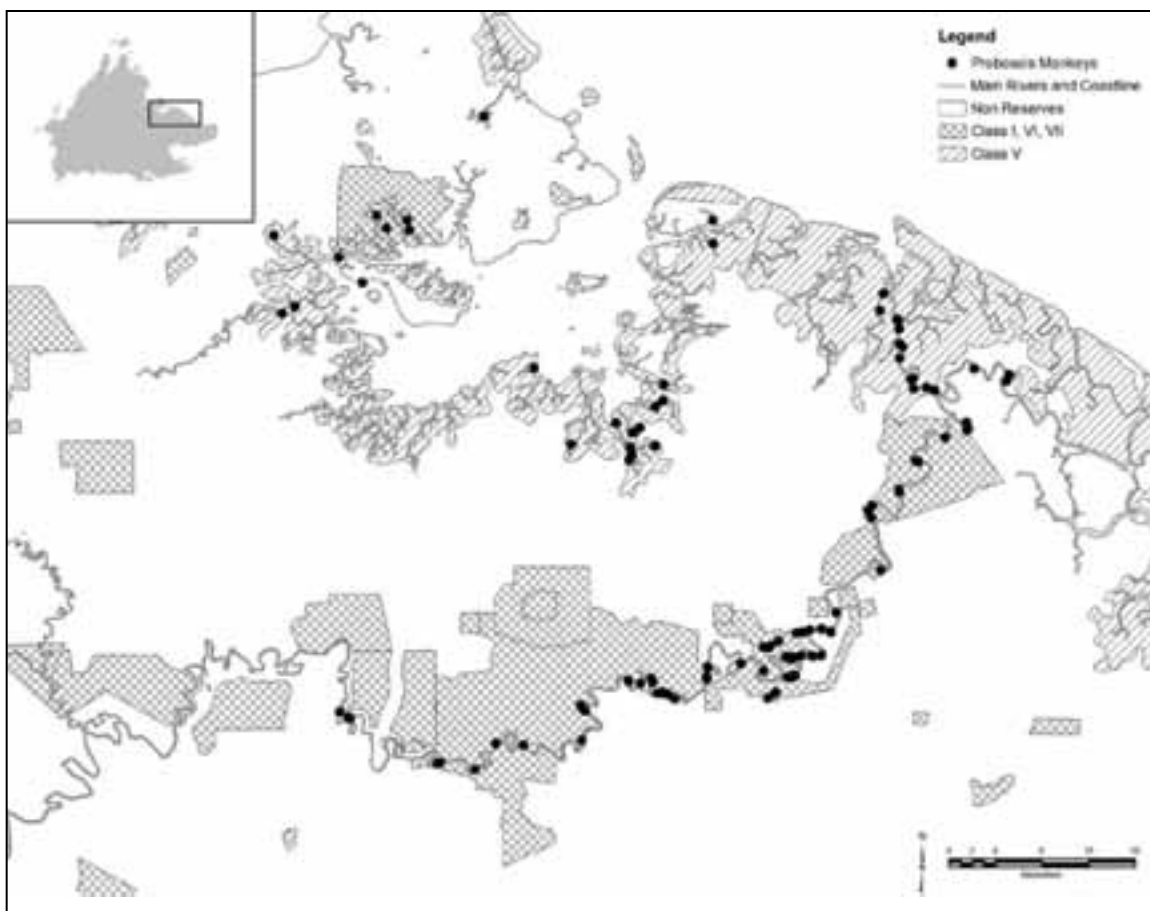 Legend
Proboscis Monkeys
Main Rivers and Coastline
Non Reserves
Class I, VI, VII
Class V